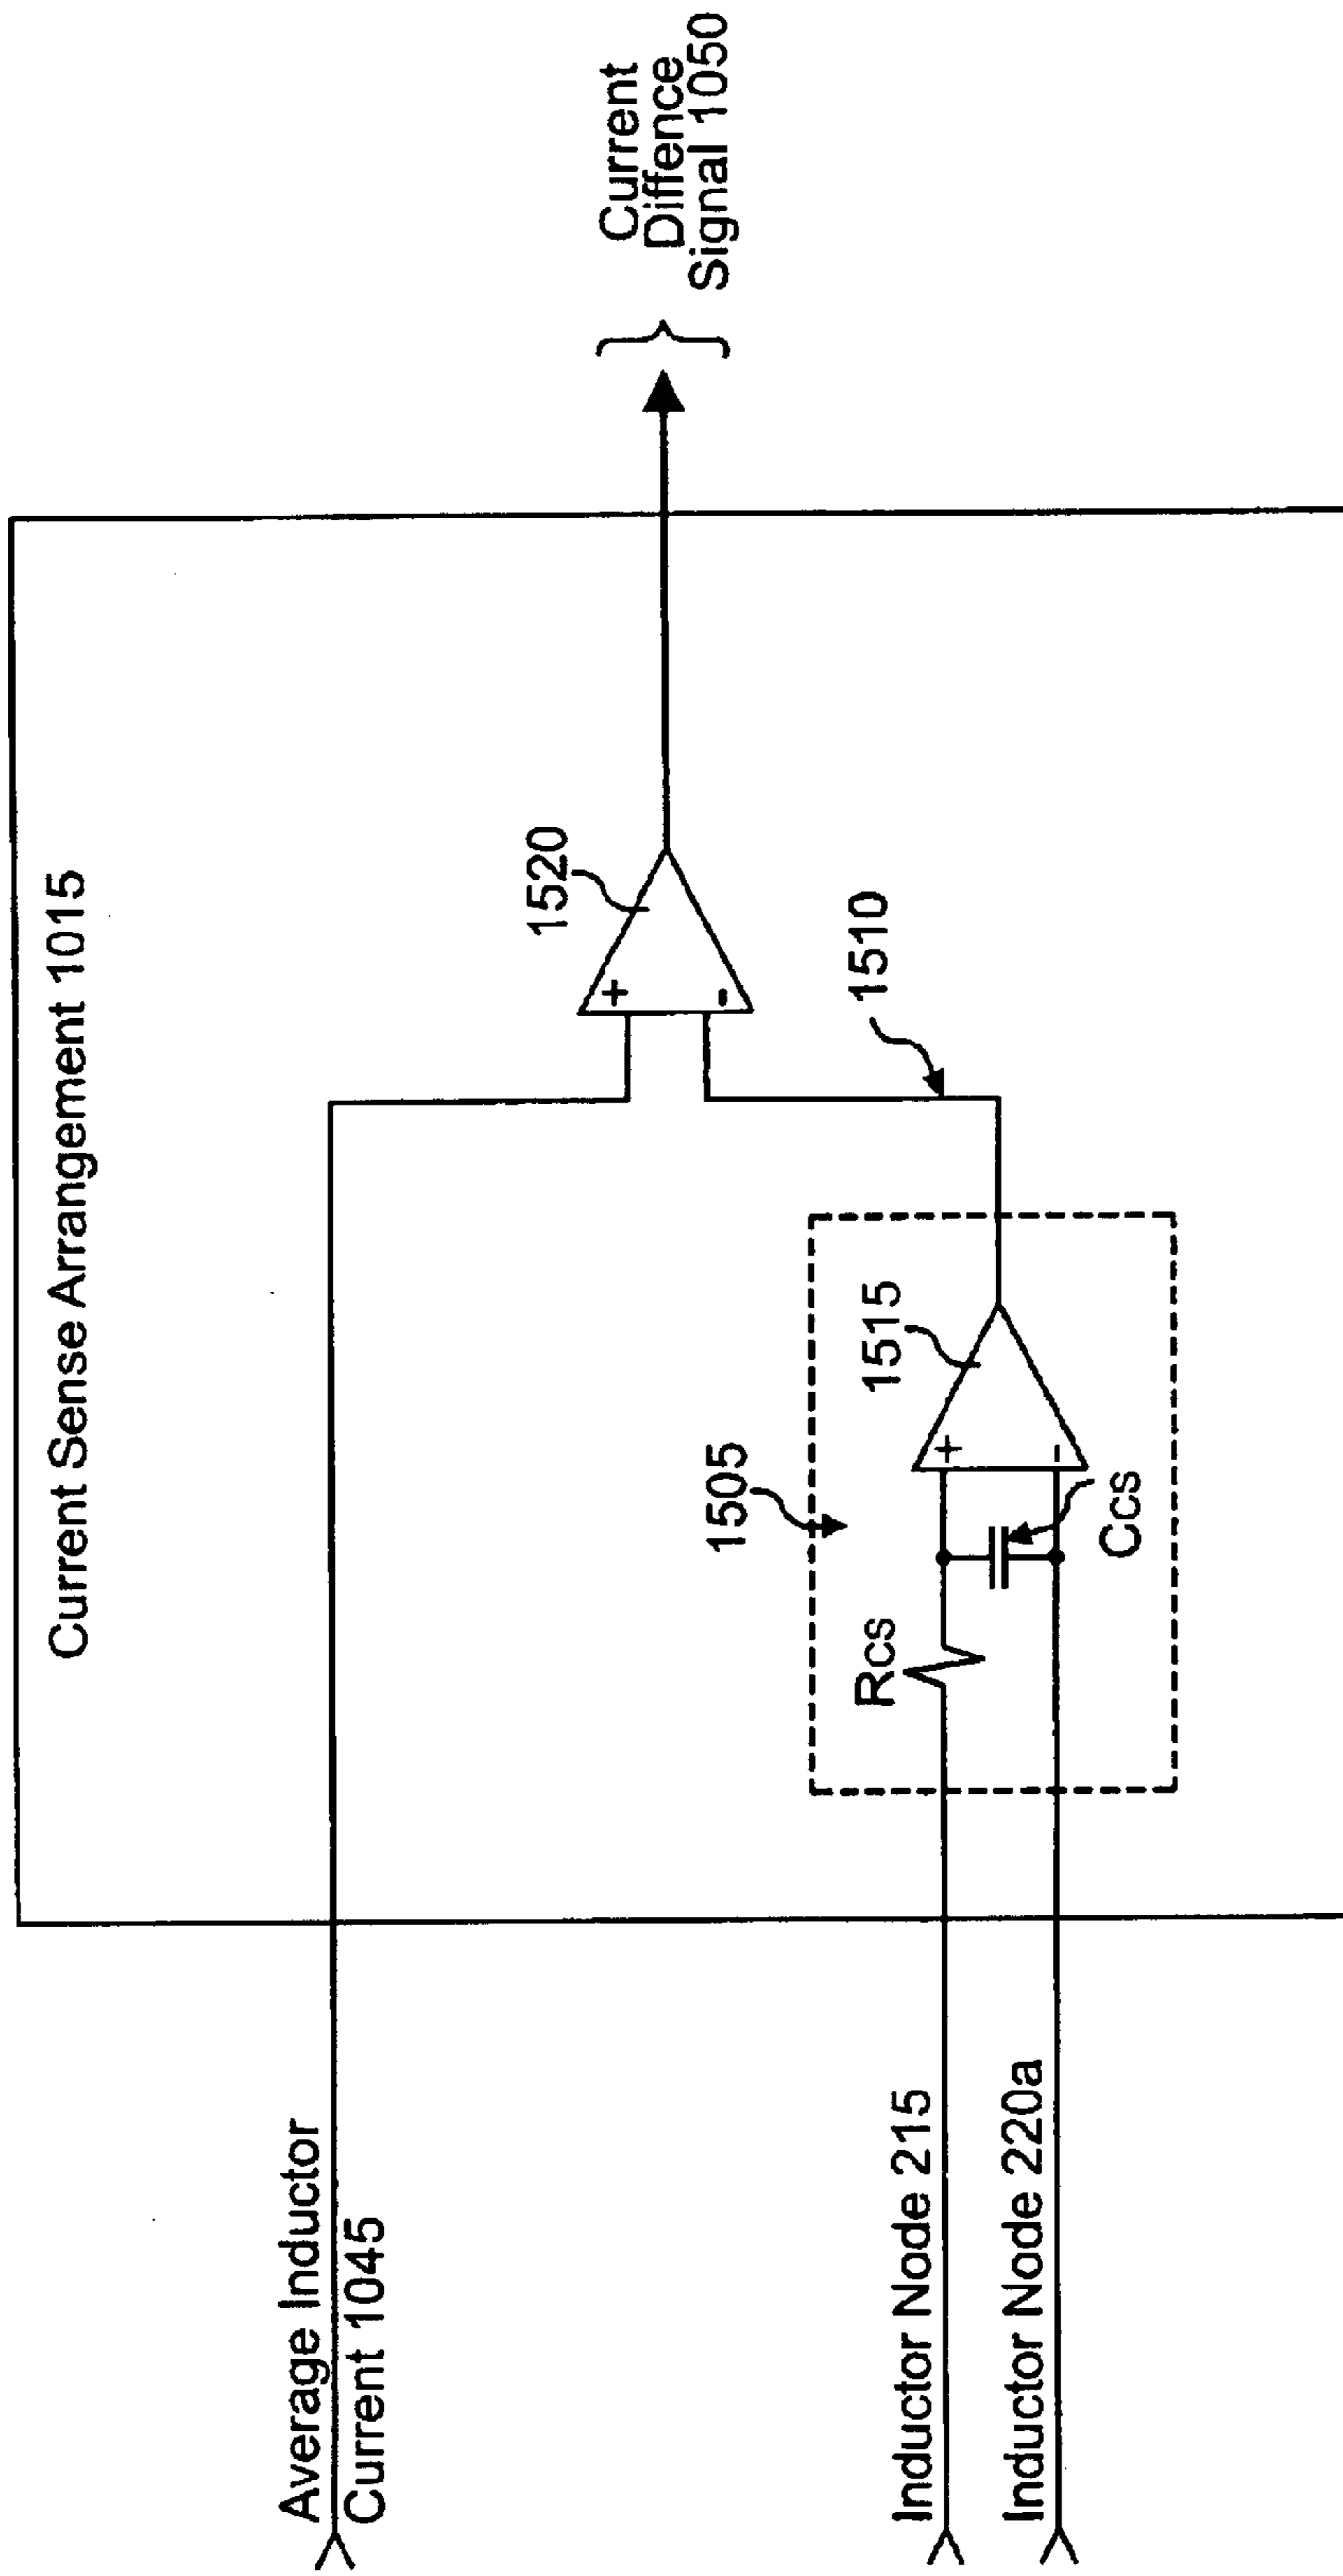 Current Sense Arrangement 1015
Average Inductor
Current 1045
1520
+
-
Current
Diffence
Signal 1050
1510
1505
1515
Rcs
+
-
Ccs
Inductor Node 215
Inductor Node 220a